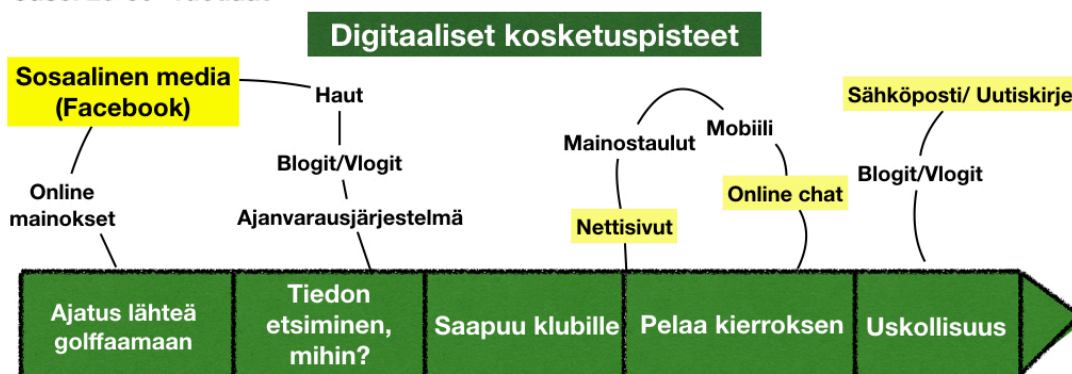 Digitaaliset kosketuspisteet
Sosaalinen media
(Facebook)
Haut
Blogit/Vlogit
Ajanvarausjärjestelmä
Online
mainokset
Mainostaulut
Mobiili
Online chat
Nettisivut
Sähköposti/ Uutiskirje
Blogit/Vlogit
Ajatus lähteä
golffaamaan
Tiedon
etsiminen,
mihin?
Saapuu klubille
Pelaa kierroksen
Uskollisuus